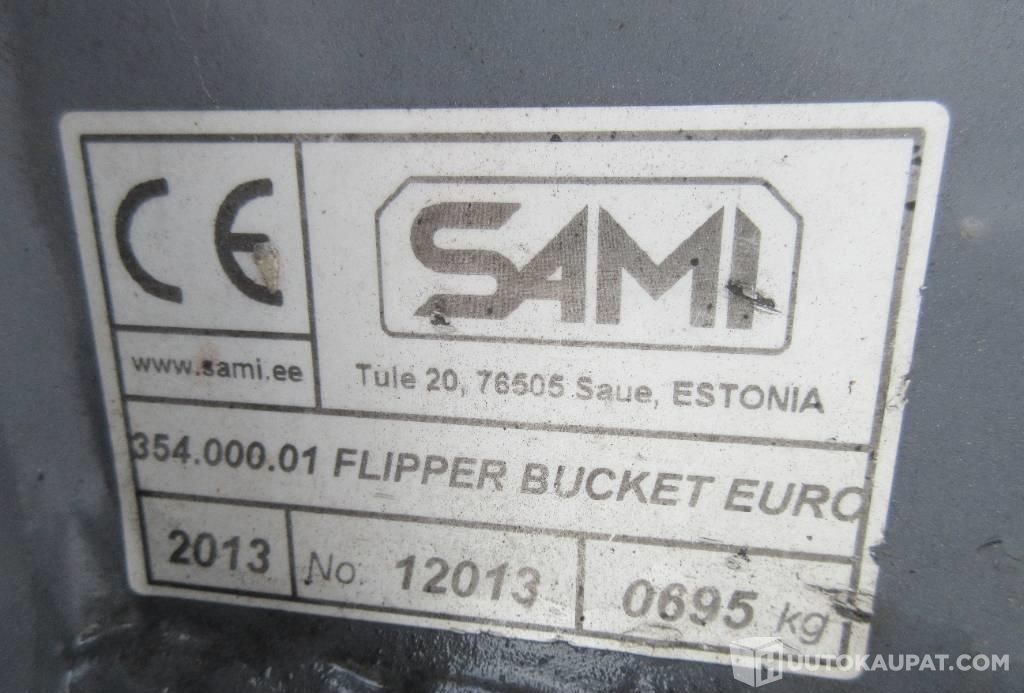 CE
SAMI
www.sami.ee
Tule 20, 76505 Saue, ESTONIA
354.000.01 FLIPPER BUCKET EURO
2013 No. 12013 0695 kg
HUUTOKAUPAT.COM